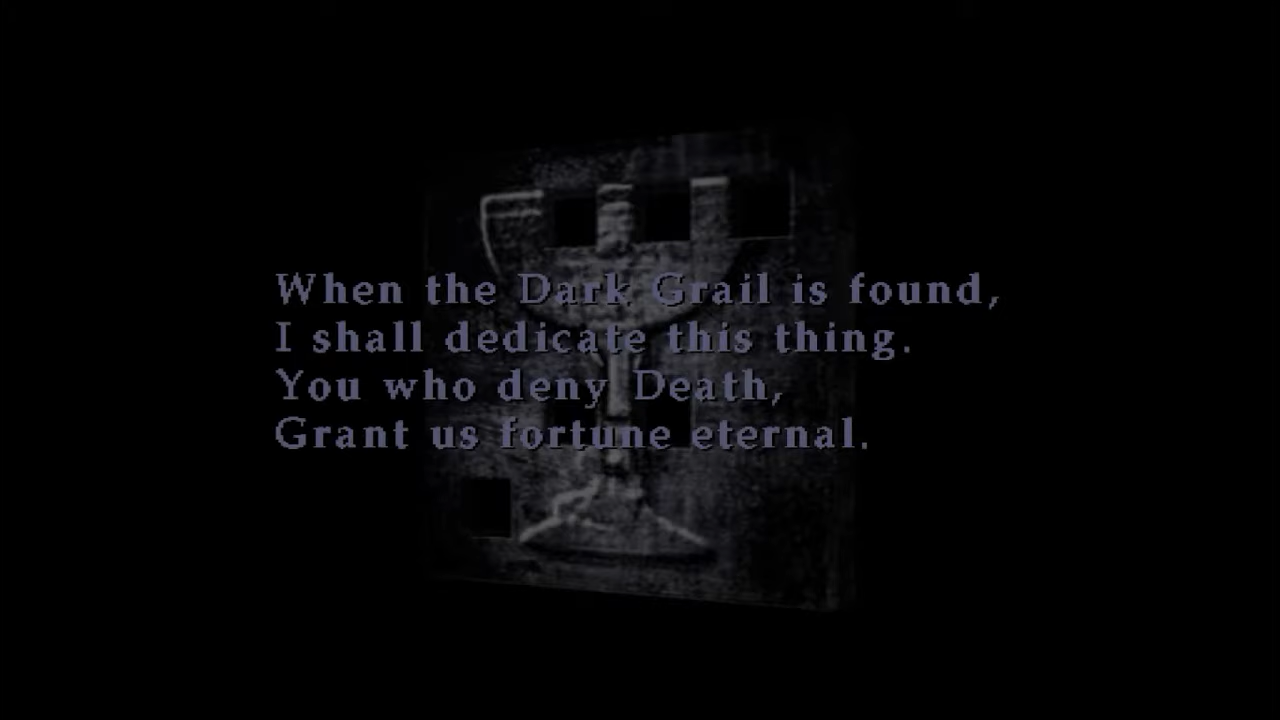 When the Dark Grail is found,
I shall dedicate this thing.
You who deny Death,
Grant us fortune eternal.